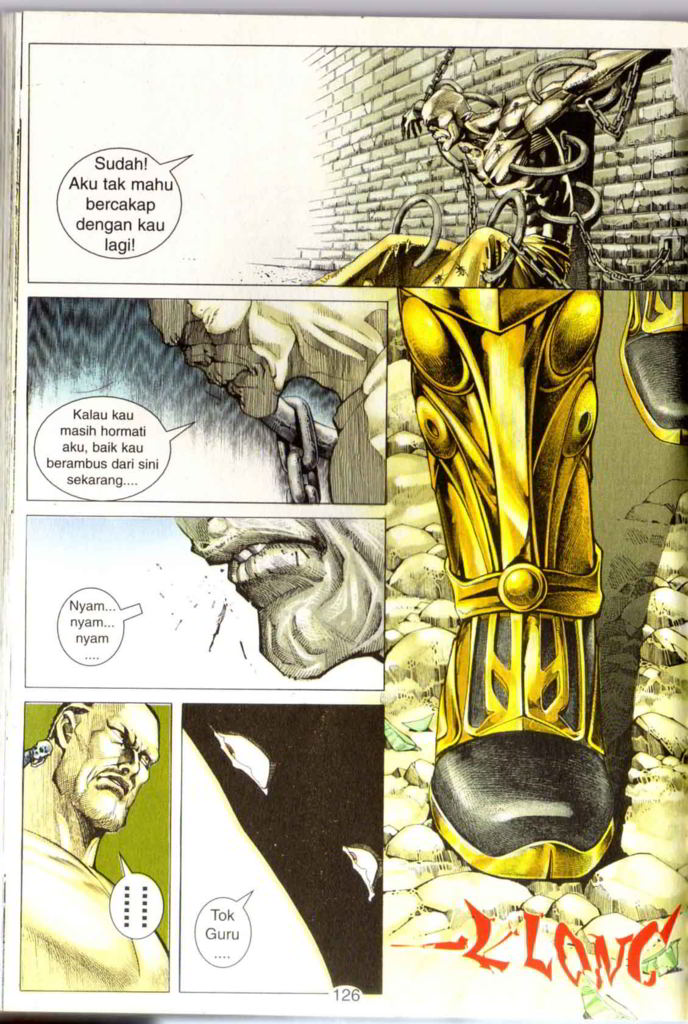 Sudah!
Aku tak mahu
bercakap
dengan kau
lagi!
Kalau kau
masih hormati
aku, baik kau
berambus dari sini
sekarang....
Nyam...
nyam...
nyam
....
Tok
Guru
....
KLONG
126